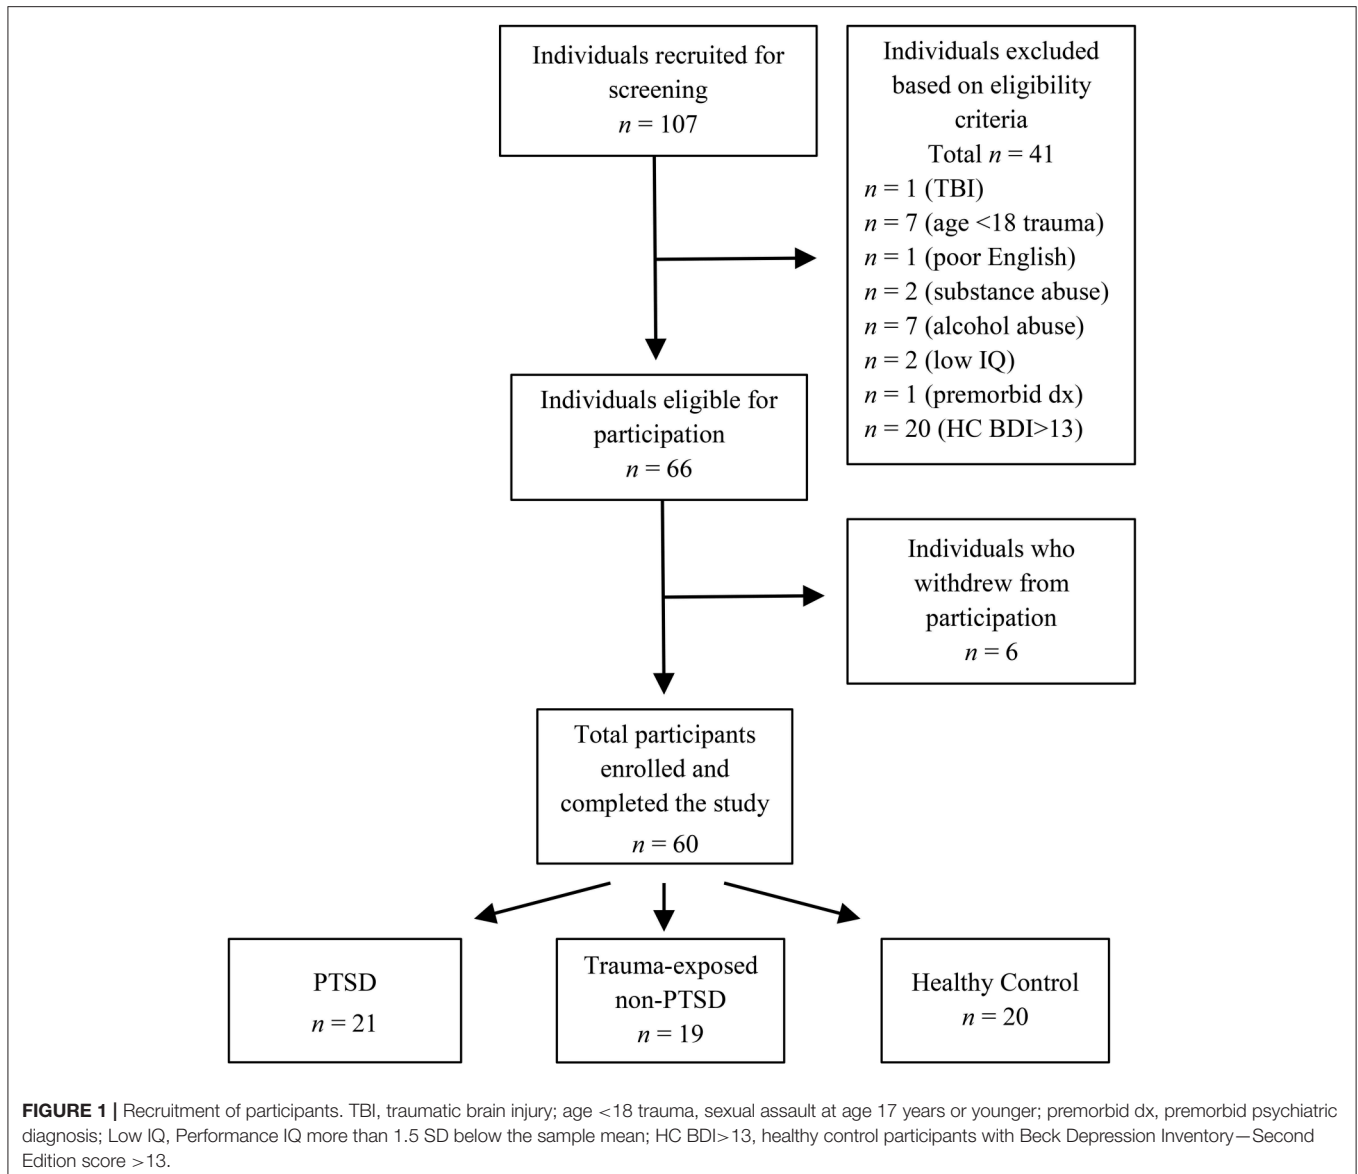 Individuals recruited for
screening
n = 107
Individuals excluded
based on eligibility
criteria
Total n = 41
n = 1 (TBI)
n = 7 (age <18 trauma)
n = 1 (poor English)
n = 2 (substance abuse)
n = 7 (alcohol abuse)
n = 2 (low IQ)
n = 1 (premorbid dx)
n = 20 (HC BDI>13)
Individuals eligible for
participation
n = 66
Individuals who
withdrew from
participation
n = 6
Total participants
enrolled and
completed the study
n = 60
PTSD
n = 21
Trauma-exposed
non-PTSD
n = 19
Healthy Control
n = 20
FIGURE 1 | Recruitment of participants. TBI, traumatic brain injury; age <18 trauma, sexual assault at age 17 years or younger; premorbid dx, premorbid psychiatric
diagnosis; Low IQ, Performance IQ more than 1.5 SD below the sample mean; HC BDI>13, healthy control participants with Beck Depression Inventory—Second
Edition score >13.